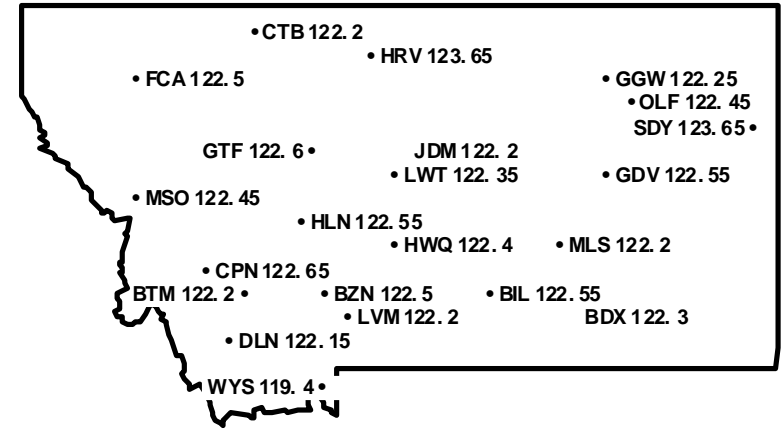 • CTB 122. 2
• HRV 123. 65
• FCA 122. 5
• GGW 122. 25
• OLF 122. 45
SDY 123. 65 •
GTF 122. 6 •
JDM 122. 2
• LWT 122. 35
• GDV 122. 55
• MSO 122. 45
• HLN 122. 55
• HWQ 122. 4
• MLS 122. 2
• CPN 122. 65
BTM 122. 2 •
• BZN 122. 5
• BIL 122. 55
• LVM 122. 2
BDX 122. 3
• DLN 122. 15
WYS 119. 4 •